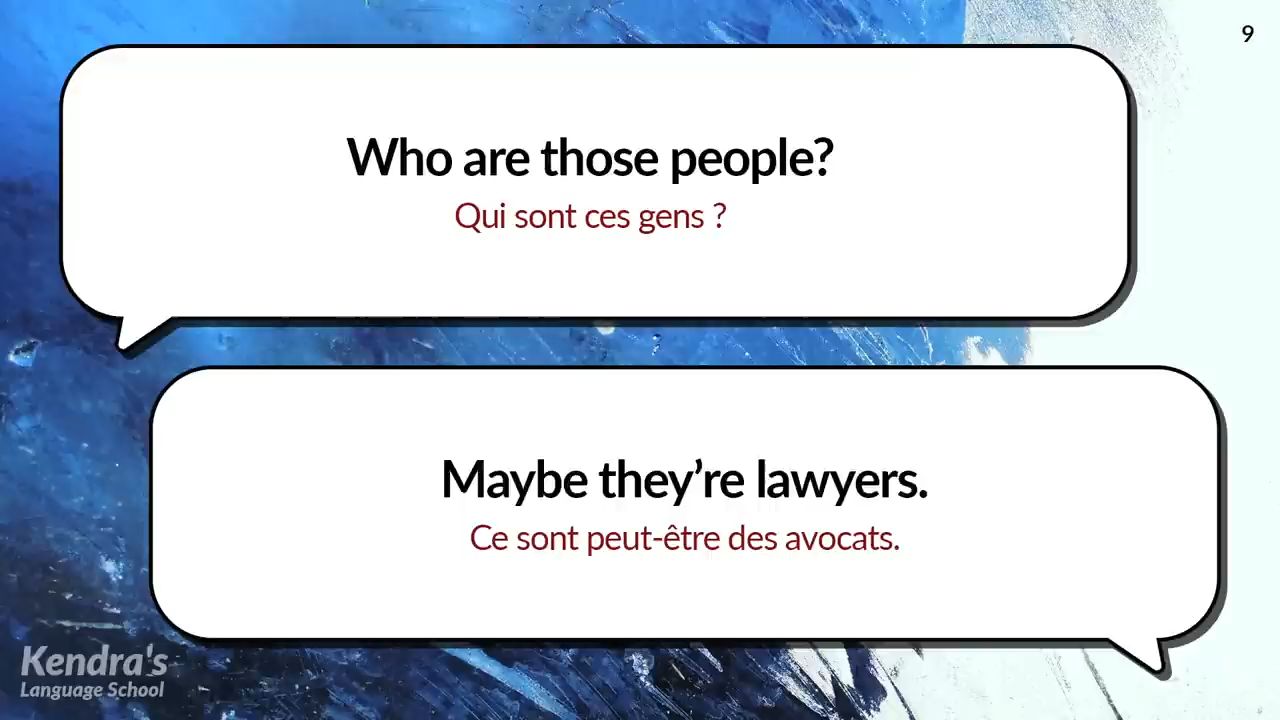 9
Who are those people?
Qui sont ces gens ?
Maybe they’re lawyers.
Ce sont peut-être des avocats.
Kendra's
Language School